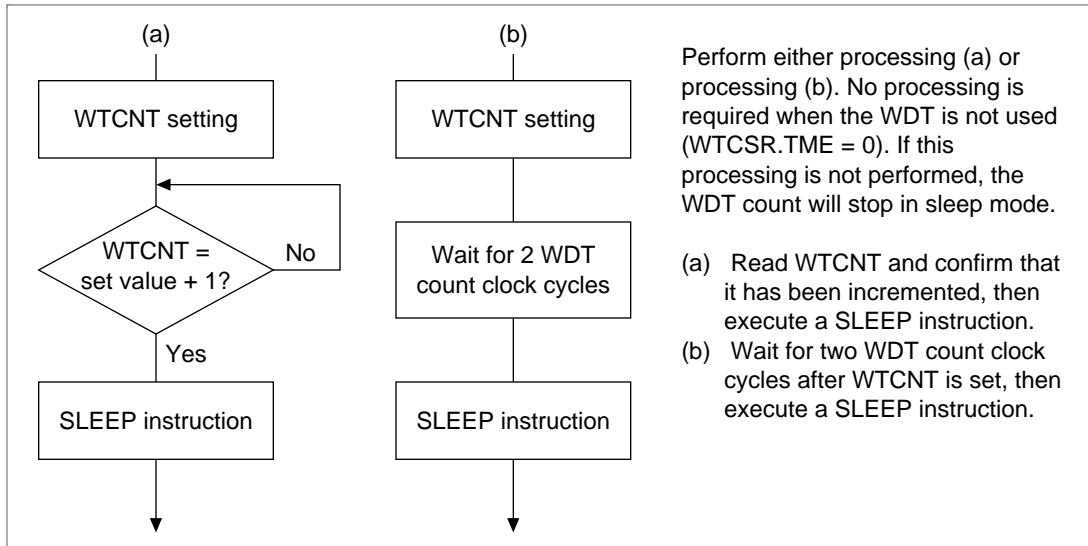 (a)
WTCNT setting
WTCNT =
set value + 1?
No
Yes
SLEEP instruction
(b)
WTCNT setting
Wait for 2 WDT
count clock cycles
SLEEP instruction
Perform either processing (a) or
processing (b). No processing is
required when the WDT is not used
(WTCSR.TME = 0). If this
processing is not performed, the
WDT count will stop in sleep mode.
(a) Read WTCNT and confirm that
it has been incremented, then
execute a SLEEP instruction.
(b) Wait for two WDT count clock
cycles after WTCNT is set, then
execute a SLEEP instruction.